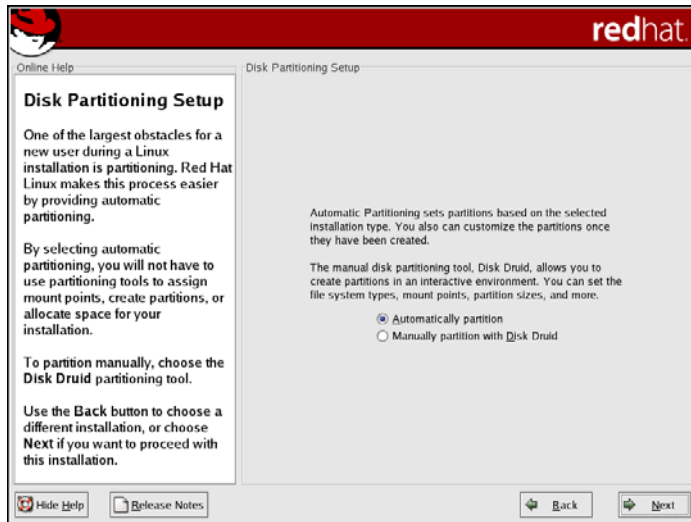 redhat.
Online Help
Disk Partitioning Setup
One of the largest obstacles for a
new user during a Linux
installation is partitioning. Red Hat
Linux makes this process easier
by providing automatic
partitioning.
By selecting automatic
partitioning, you will not have to
use partitioning tools to assign
mount points, create partitions, or
allocate space for your
installation.
To partition manually, choose the
Disk Druid partitioning tool.
Use the Back button to choose a
different installation, or choose
Next if you want to proceed with
this installation.
Disk Partitioning Setup
Automatic Partitioning sets partitions based on the selected
installation type. You also can customize the partitions once
they have been created.
The manual disk partitioning tool, Disk Druid, allows you to
create partitions in an interactive environment. You can set the
file system types, mount points, partition sizes, and more.
Automatically partition
Manually partition with Disk Druid
Hide Help
Release Notes
Back
Next